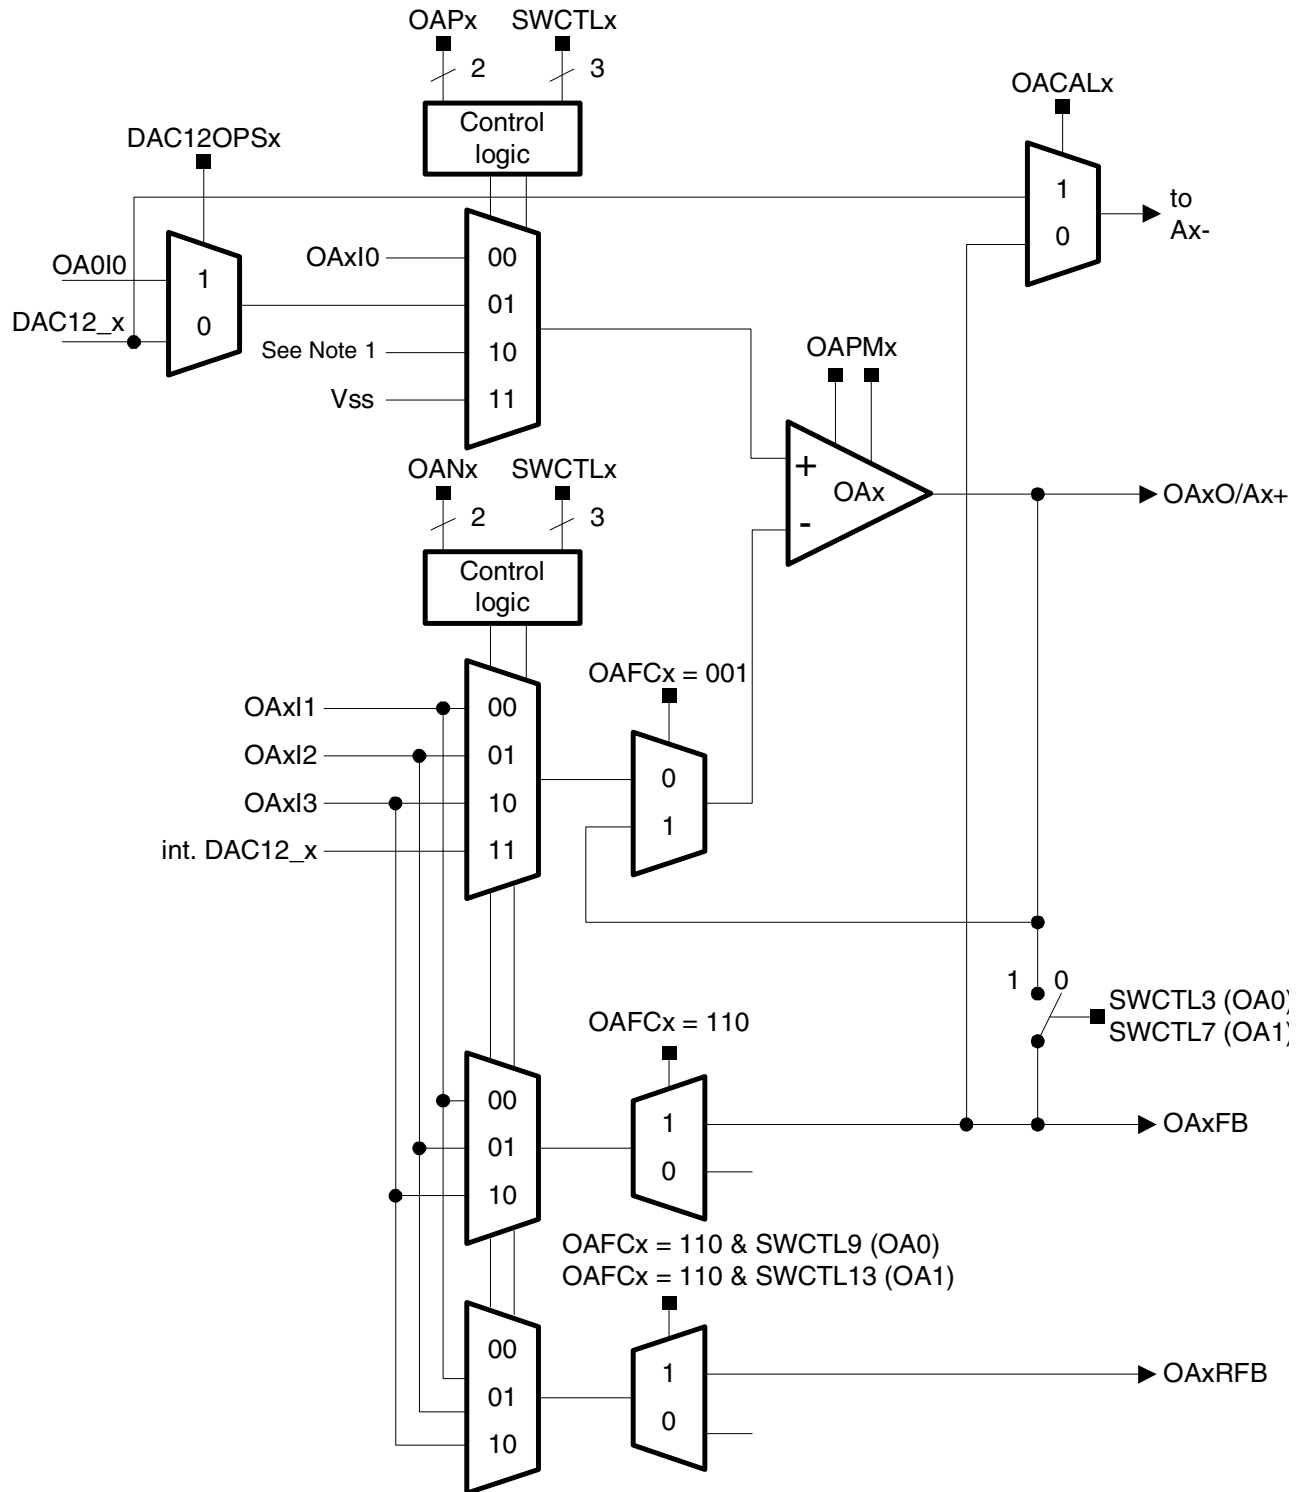 OAPx SWCTLx
2 3
OACALx
Control
logic
DAC12OPSx
1
0
to
Ax-
OA0I0
DAC12_x
1
0
OAxI0
See Note 1
Vss
00
01
10
11
OAPMx
+
-
OAx
OAxO/Ax+
OANx SWCTLx
2 3
Control
logic
OAFCx = 001
OAxI1
OAxI2
OAxI3
int. DAC12_x
00
01
10
11
0
1
1 0
SWCTL3 (OA0)
SWCTL7 (OA1)
OAFCx = 110
00
01
10
1
0
OAxFB
OAFCx = 110 & SWCTL9 (OA0)
OAFCx = 110 & SWCTL13 (OA1)
00
01
10
1
0
OAxRFB